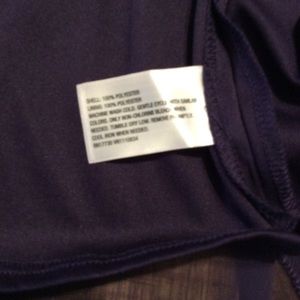 SHELL: 100% POLYESTER
LINING: 100% POLYESTER
MACHINE WASH COLD. GENTLE CYCLE WITH SIMILAR
COLORS. ONLY NON-CHLORINE BLEACH WHEN
NEEDED. TUMBLE DRY LOW. REMOVE PROMPTLY.
COOL IRON WHEN NEEDED.